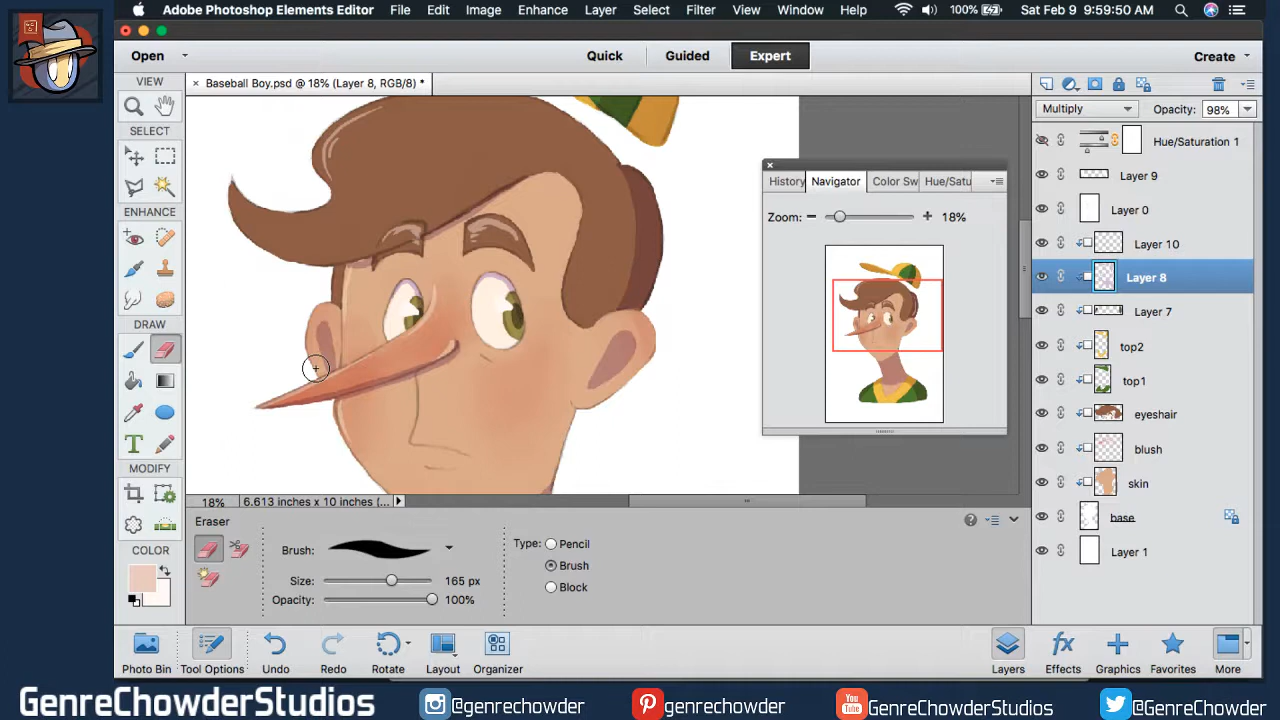 Adobe Photoshop Elements Editor File Edit Image Enhance Layer Select Filter View Window Help 100% Sat Feb 9 9:59:50 AM
Open Quick Guided Expert Create
VIEW
× Baseball Boy.psd @ 18% (Layer 8, RGB/8) *
Multiply Opacity: 98%
SELECT
Hue/Saturation 1
Layer 9
History Navigator Color Sw Hue/Satu
ENHANCE
Layer 0
Zoom: 18%
Layer 10
Layer 8
Layer 7
DRAW
top2
top1
eyeshair
T
blush
MODIFY
skin
18% 6.613 inches x 10 inches (...
base
Eraser
COLOR
Layer 1
Brush:
Type: Pencil
Brush
Block
Size: 165 px
Opacity: 100%
fx
Photo Bin Tool Options Undo Redo Rotate Layout Organizer Layers Effects Graphics Favorites More
GenreChowderStudios @genrechowder genrechowder You Tube GenreChowderStudios @GenreChowder